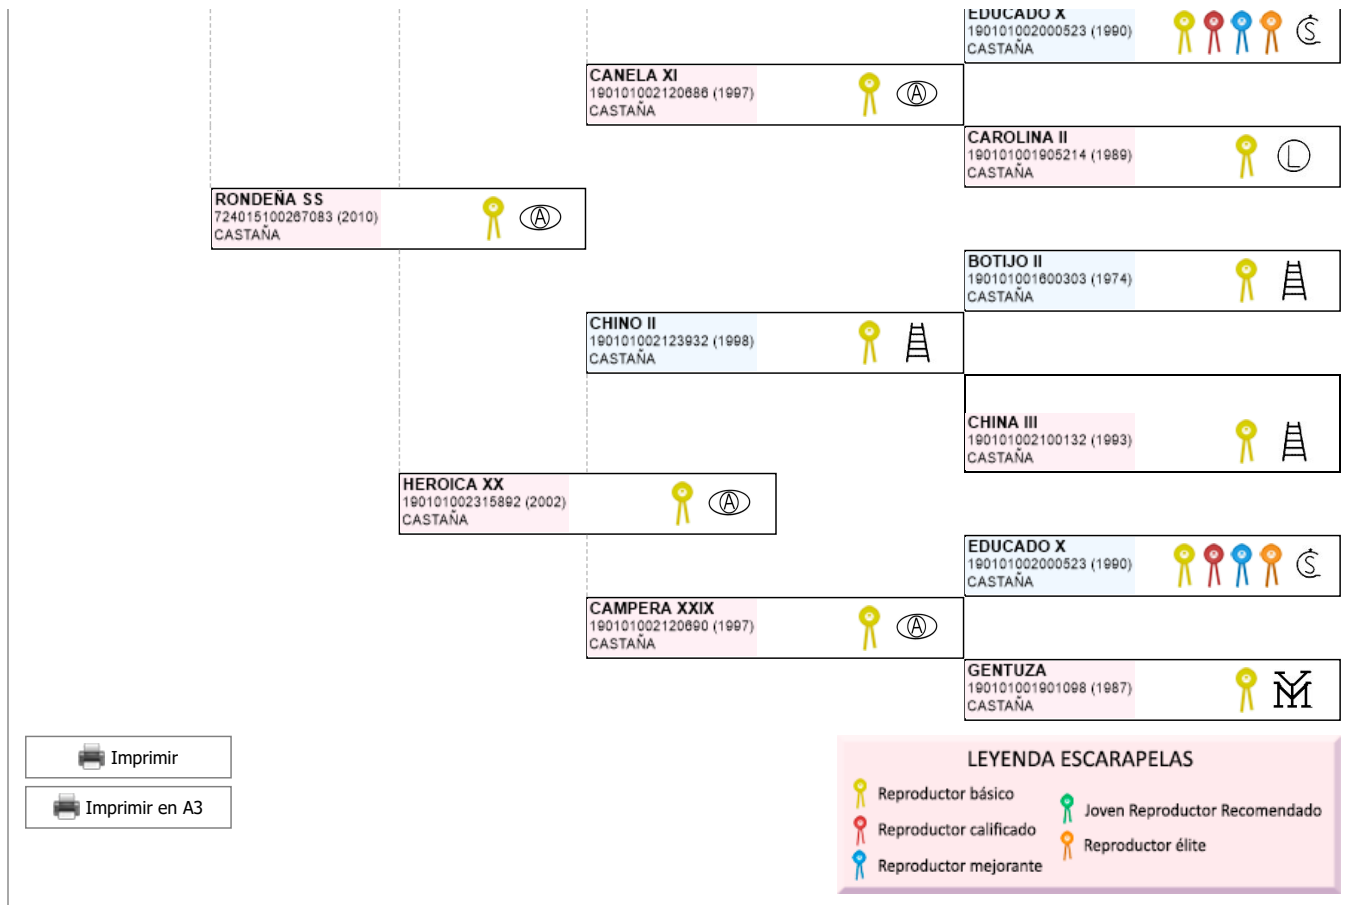 EDUCADO X
190101002000523 (1990)
CASTAÑA
CANELA XI
190101002120686 (1997)
CASTAÑA
CAROLINA II
190101001905214 (1989)
CASTAÑA
RONDEÑA SS
724015100267083 (2010)
CASTAÑA
BOTIJO II
190101001600303 (1974)
CASTAÑA
CHINO II
190101002123932 (1998)
CASTAÑA
CHINA III
190101002100132 (1993)
CASTAÑA
HEROICA XX
190101002315892 (2002)
CASTAÑA
EDUCADO X
190101002000523 (1990)
CASTAÑA
CAMPERA XXIX
190101002120690 (1997)
CASTAÑA
GENTUZA
190101001901098 (1987)
CASTAÑA
Imprimir
Imprimir en A3
LEYENDA ESCARAPELAS
Reproductor básico
Reproductor calificado
Reproductor mejorante
Joven Reproductor Recomendado
Reproductor élite